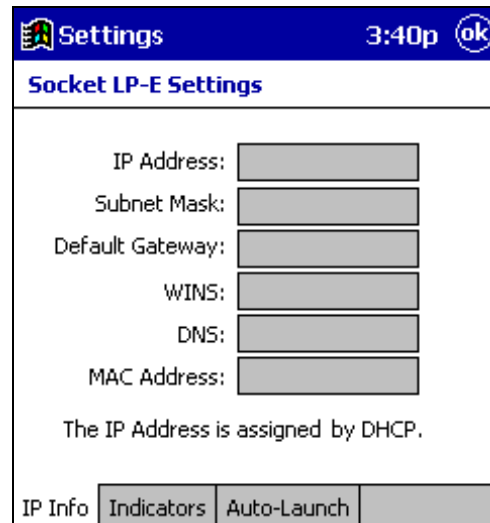 Settings 3:40p ok
Socket LP-E Settings
IP Address:
Subnet Mask:
Default Gateway:
WINS:
DNS:
MAC Address:
The IP Address is assigned by DHCP.
IP Info Indicators Auto-Launch